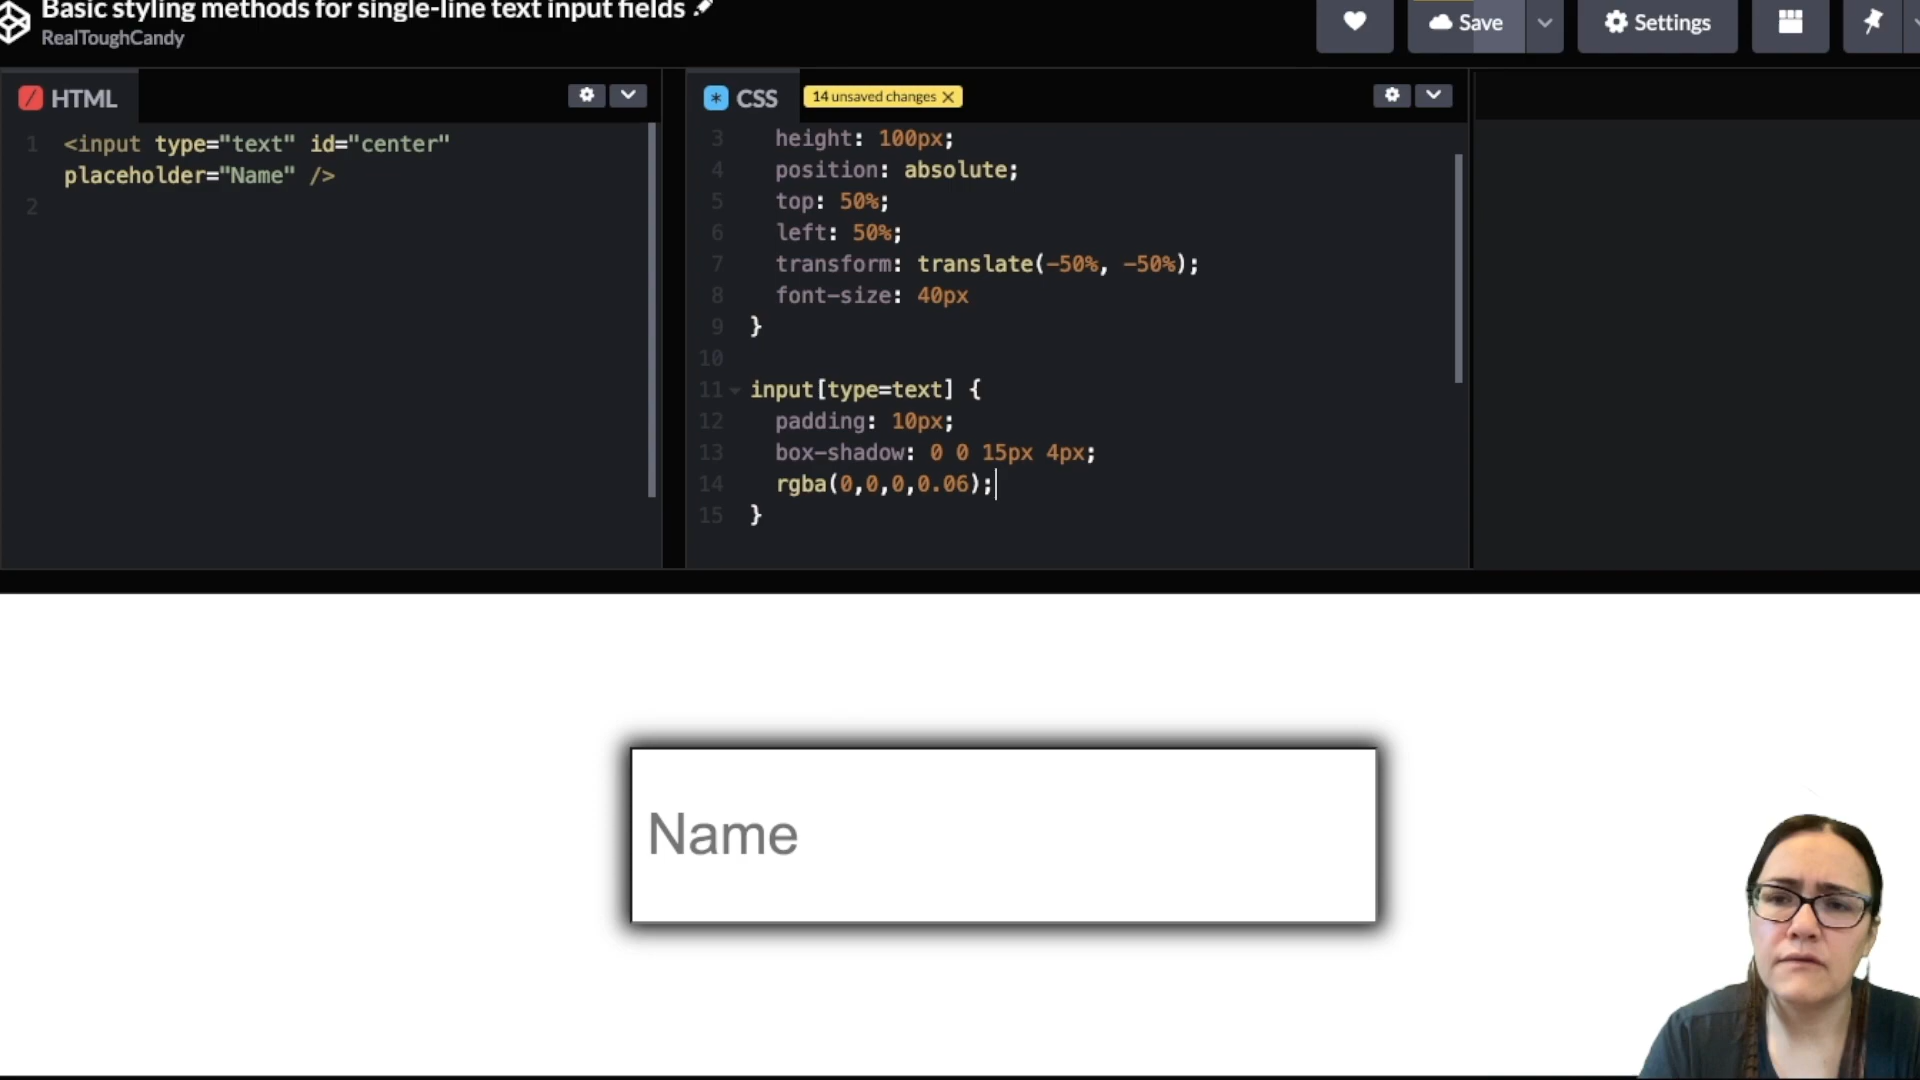 Basic styling methods for single-line text input fields
RealToughCandy
Save
Settings
HTML
CSS
14 unsaved changes
1 <input type="text" id="center"
placeholder="Name" />
2
3 height: 100px;
4 position: absolute;
5 top: 50%;
6 left: 50%;
7 transform: translate(-50%, -50%);
8 font-size: 40px
9 }
10
11 input[type=text] {
12 padding: 10px;
13 box-shadow: 0 0 15px 4px;
14 rgba(0,0,0,0.06);
15 }
Name